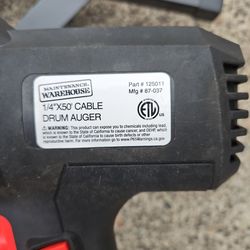 MAINTENANCE
WAREHOUSE
Part # 125011
Mfg # 87-037
1/4"X50' CABLE
DRUM AUGER
ETL
WARNING: This product can expose you to chemicals including lead, which
is known to the State of California to cause cancer, and DEHP, which is
known to the State of California to cause birth defects or other
reproductive harm. For more information go to www.P65Warnings.ca.gov